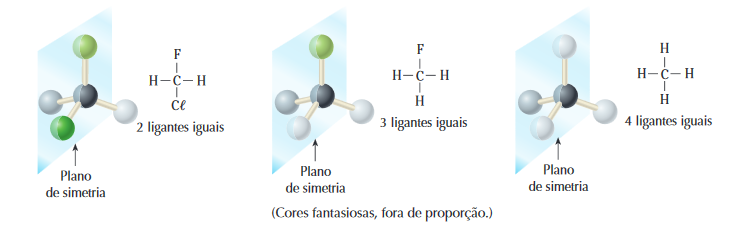 F
H–C–H
Cℓ
2 ligantes iguais
Plano
de simetria
F
H–C–H
H
3 ligantes iguais
Plano
de simetria
H
H–C–H
H
4 ligantes iguais
Plano
de simetria
(Cores fantasiosas, fora de proporção.)